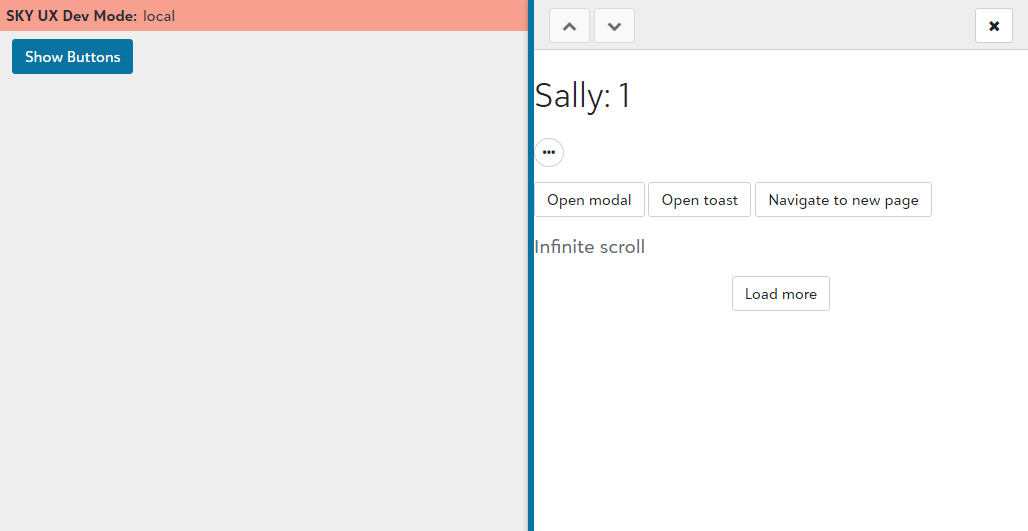 SKY UX Dev Mode: local
Show Buttons
Sally: 1
Open modal Open toast Navigate to new page
Infinite scroll
Load more